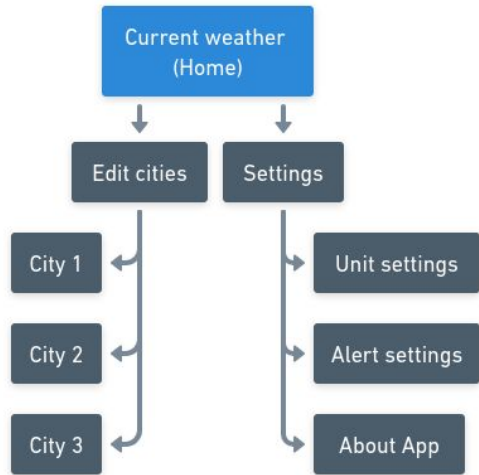 Current weather
(Home)
Edit cities
Settings
City 1
Unit settings
City 2
Alert settings
City 3
About App